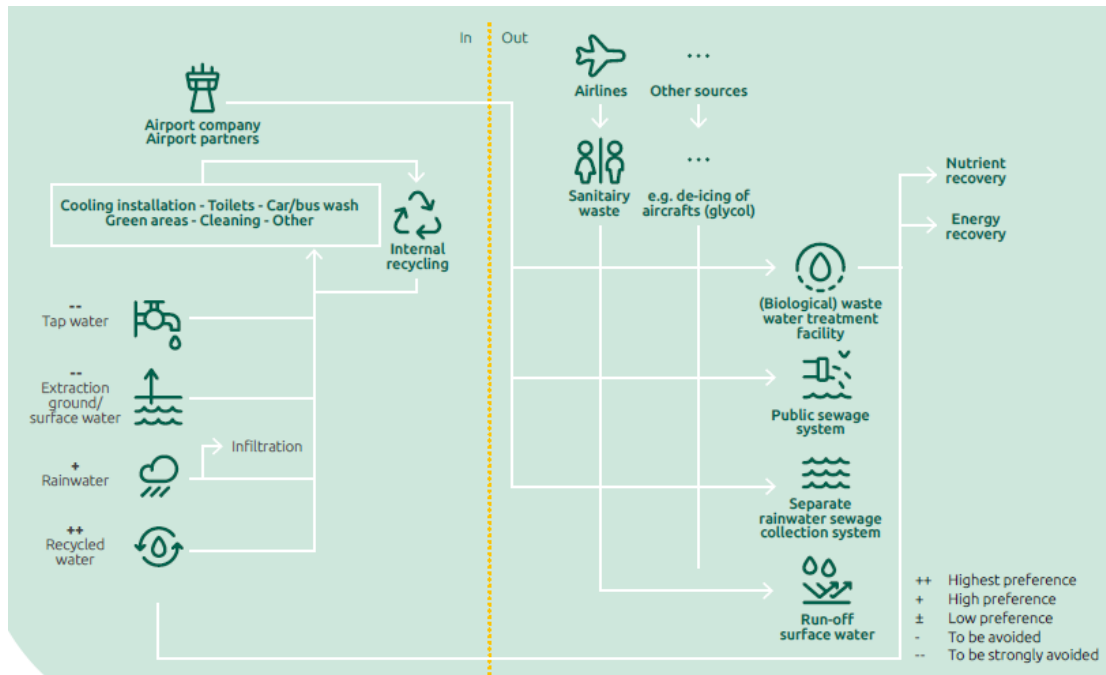 In
Out
Airport company
Airport partners
Cooling installation - Toilets - Car/bus wash
Green areas - Cleaning - Other
Internal
recycling
--
Tap water
--
Extraction
ground/
surface water
Infiltration
+
Rainwater
++
Recycled
water
Airlines
...
Other sources
Sanitairy
waste
...
e.g. de-icing of
aircrafts (glycol)
Nutrient
recovery
Energy
recovery
(Biological) waste
water treatment
facility
Public sewage
system
Separate
rainwater sewage
collection system
Run-off
surface water
++ Highest preference
+ High preference
± Low preference
- To be avoided
-- To be strongly avoided